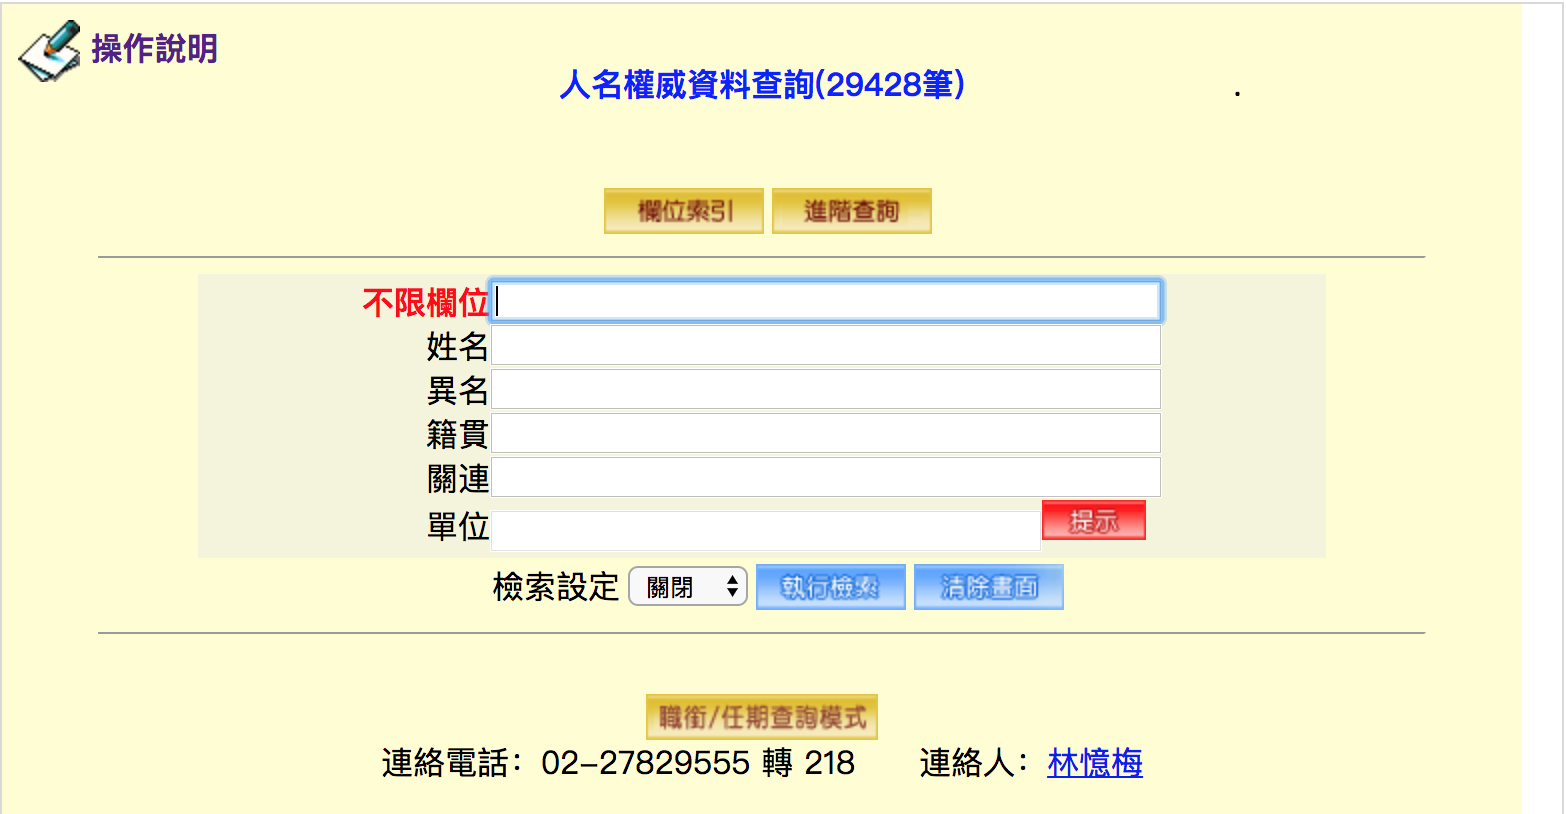 操作說明
人名權威資料查詢(29428筆)
.
欄位索引 進階查詢
不限欄位
姓名
異名
籍貫
關連
單位 提示
檢索設定 關閉 執行檢索 清除畫面
職銜/任期查詢模式
連絡電話：02-27829555 轉 218 連絡人：林憶梅